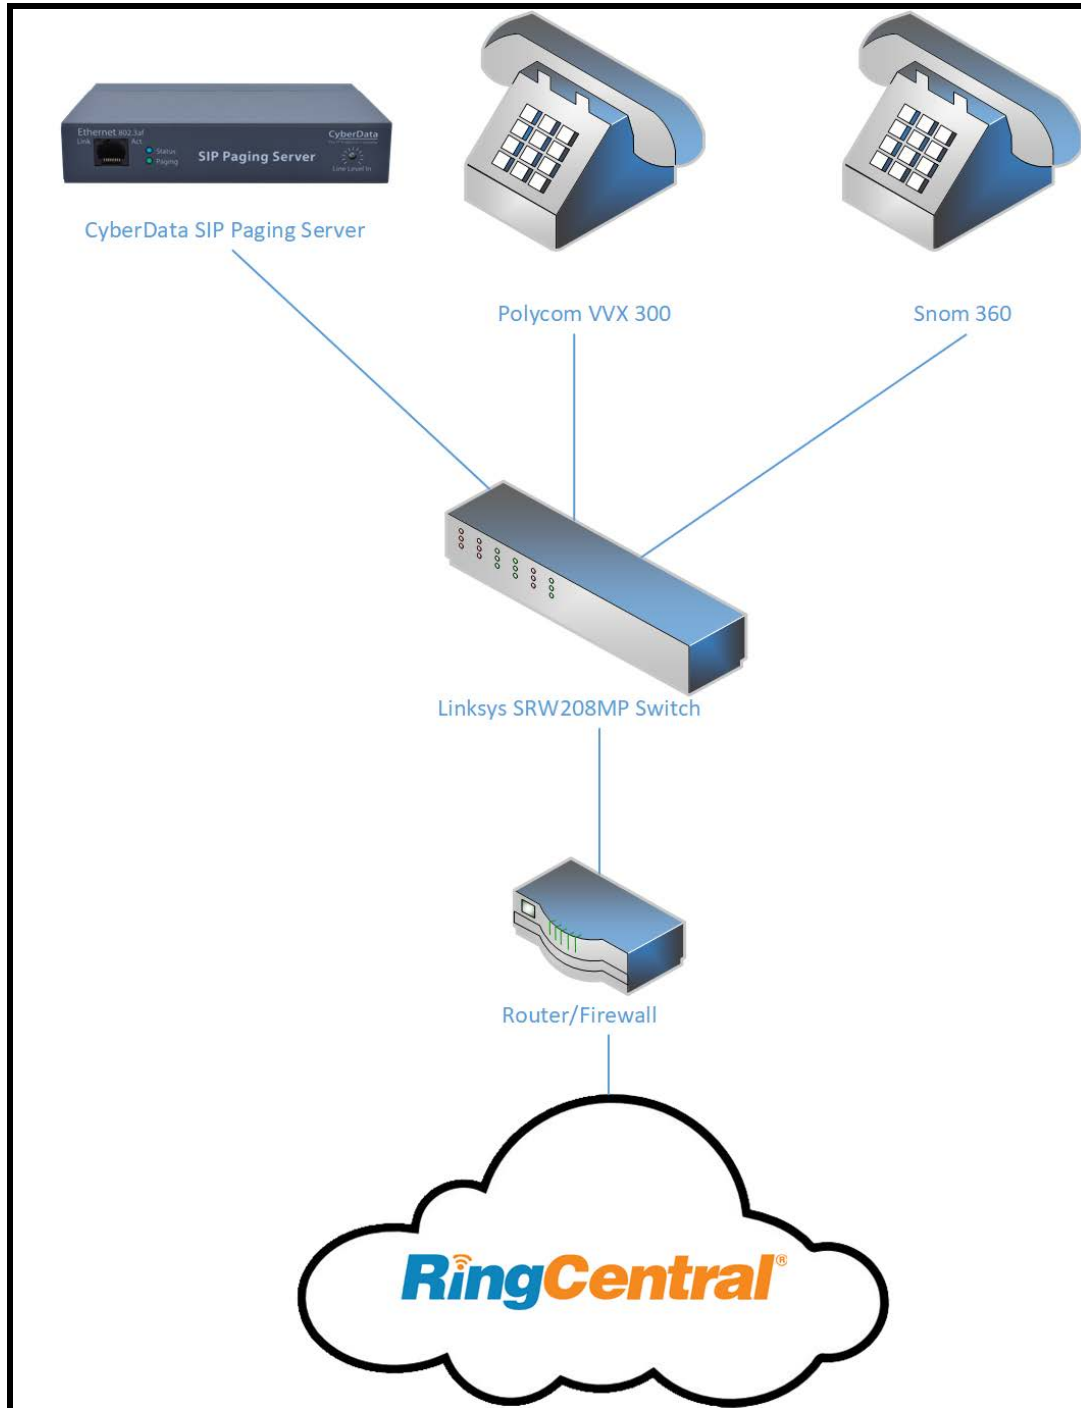 Ethernet 802.3af
Link
Act
Status
Paging
SIP Paging Server
CyberData
Line Level In
CyberData SIP Paging Server
Polycom VVX 300
Snom 360
Linksys SRW208MP Switch
Router/Firewall
RingCentral®